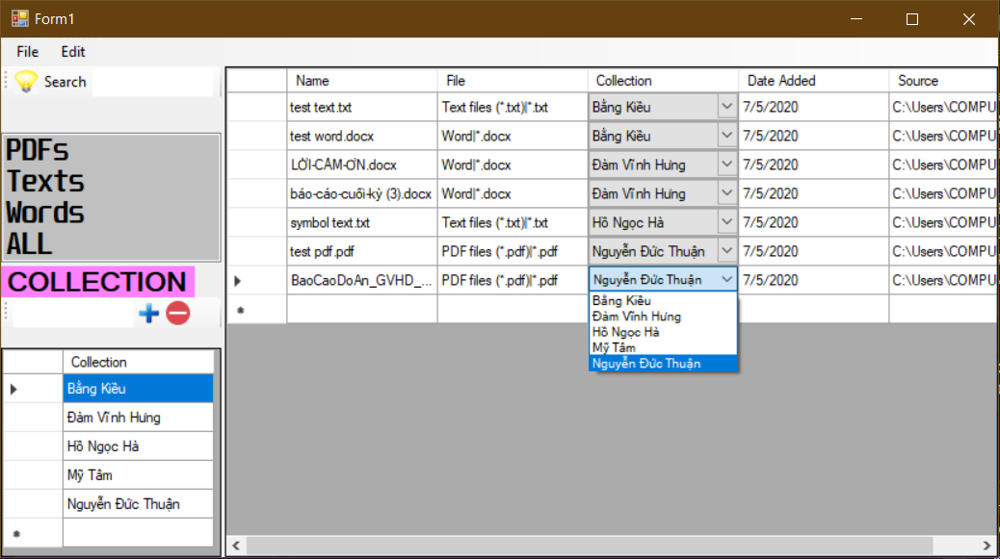 Form1
File Edit
Search
PDFs
Texts
Words
ALL
COLLECTION
Collection
Bằng Kiều
Đàm Vĩnh Hưng
Hồ Ngọc Hà
Mỹ Tâm
Nguyễn Đức Thuận
Name File Collection Date Added Source
test text.txt Text files (*.txt)|*.txt Bằng Kiều 7/5/2020 C:\Users\COMPU
test word.docx Word|*.docx Bằng Kiều 7/5/2020 C:\Users\COMPU
LỜI-CẢM-ƠN.docx Word|*.docx Đàm Vĩnh Hưng 7/5/2020 C:\Users\COMPU
báo-cáo-cuối-kỳ (3).docx Word|*.docx Đàm Vĩnh Hưng 7/5/2020 C:\Users\COMPU
symbol text.txt Text files (*.txt)|*.txt Hồ Ngọc Hà 7/5/2020 C:\Users\COMPU
test pdf.pdf PDF files (*.pdf)|*.pdf Nguyễn Đức Thuận 7/5/2020 C:\Users\COMPU
BaoCaoDoAn_GVHD_... PDF files (*.pdf)|*.pdf Nguyễn Đức Thuận 7/5/2020 C:\Users\COMPU
Bằng Kiều
Đàm Vĩnh Hưng
Hồ Ngọc Hà
Mỹ Tâm
Nguyễn Đức Thuận